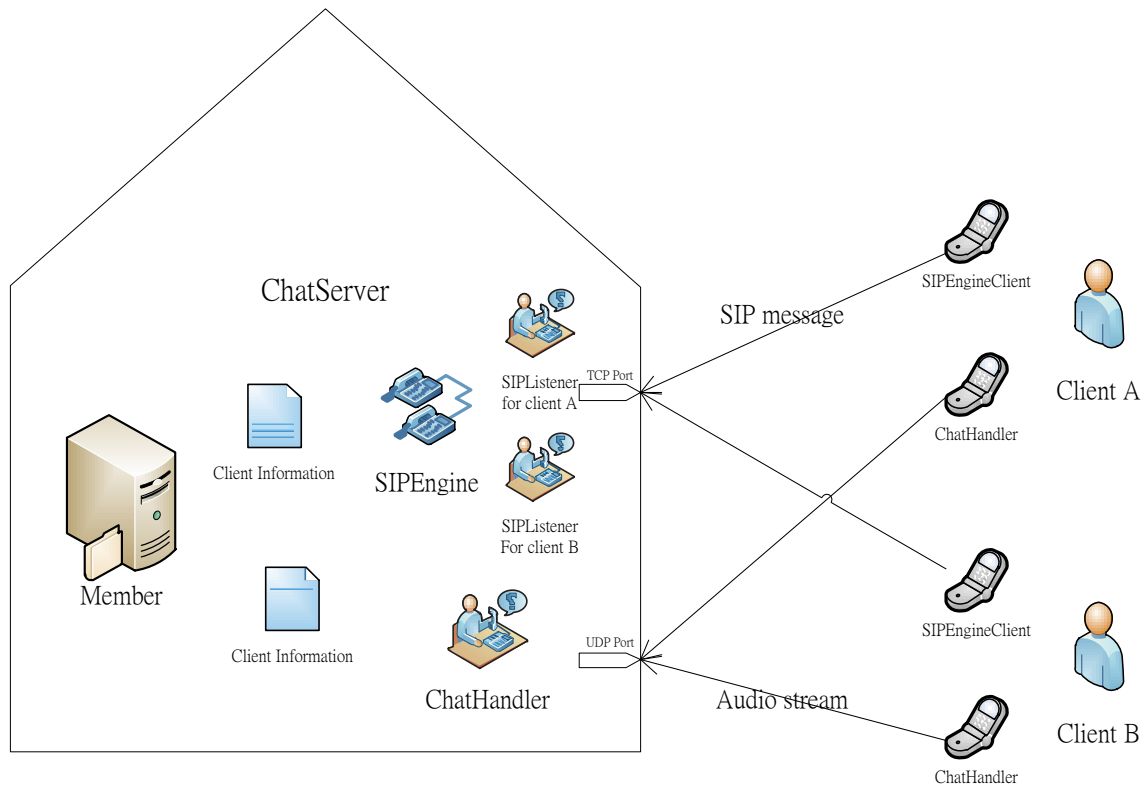 ChatServer
SIPListener
for client A
TCP Port
Client Information
SIPEngine
SIPListener
For client B
Member
Client Information
ChatHandler
UDP Port
SIP message
Audio stream
SIPEngineClient
Client A
ChatHandler
SIPEngineClient
Client B
ChatHandler